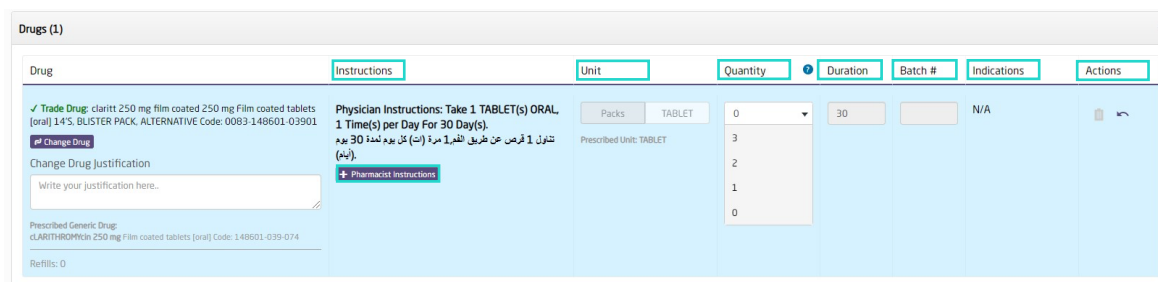 Drugs (1)
Drug Instructions Unit Quantity ? Duration Batch # Indications Actions
✓ Trade Drug: claritt 250 mg film coated 250 mg Film coated tablets
[oral] 14'S, BLISTER PACK, ALTERNATIVE Code: 0083-148601-03901
Change Drug
Change Drug Justification
Write your justification here..
Prescribed Generic Drug:
cLARITHROMYcin 250 mg Film coated tablets [oral] Code: 148601-039-074
Refills: 0
Physician Instructions: Take 1 TABLET(s) ORAL,
1 Time(s) per Day For 30 Day(s).
تناول 1 قرص عن طريق الفم,1 مرة (ات) كل يوم لمدة 30 يوم
(أيام).
+ Pharmacist Instructions
Packs TABLET
Prescribed Unit: TABLET
0
3
2
1
0
30
N/A